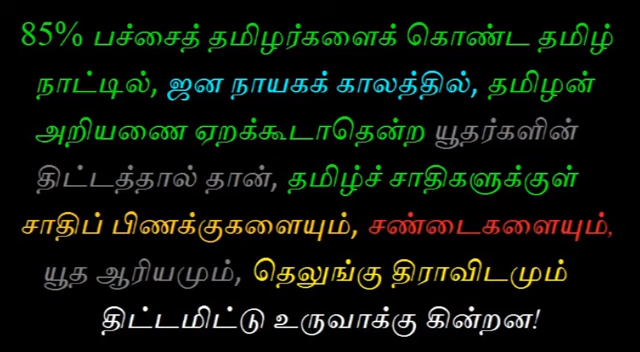 85% பச்சைத் தமிழர்களைக் கொண்ட தமிழ்
நாட்டில், ஜன நாயகக் காலத்தில், தமிழன்
அறியணை ஏறக்கூடாதென்ற யூதர்களின்
திட்டத்தால் தான், தமிழ்ச் சாதிகளுக்குள்
சாதிப் பிணக்குகளையும், சண்டைகளையும்,
யூத ஆரியமும், தெலுங்கு திராவிடமும்
திட்டமிட்டு உருவாக்கு கின்றன!